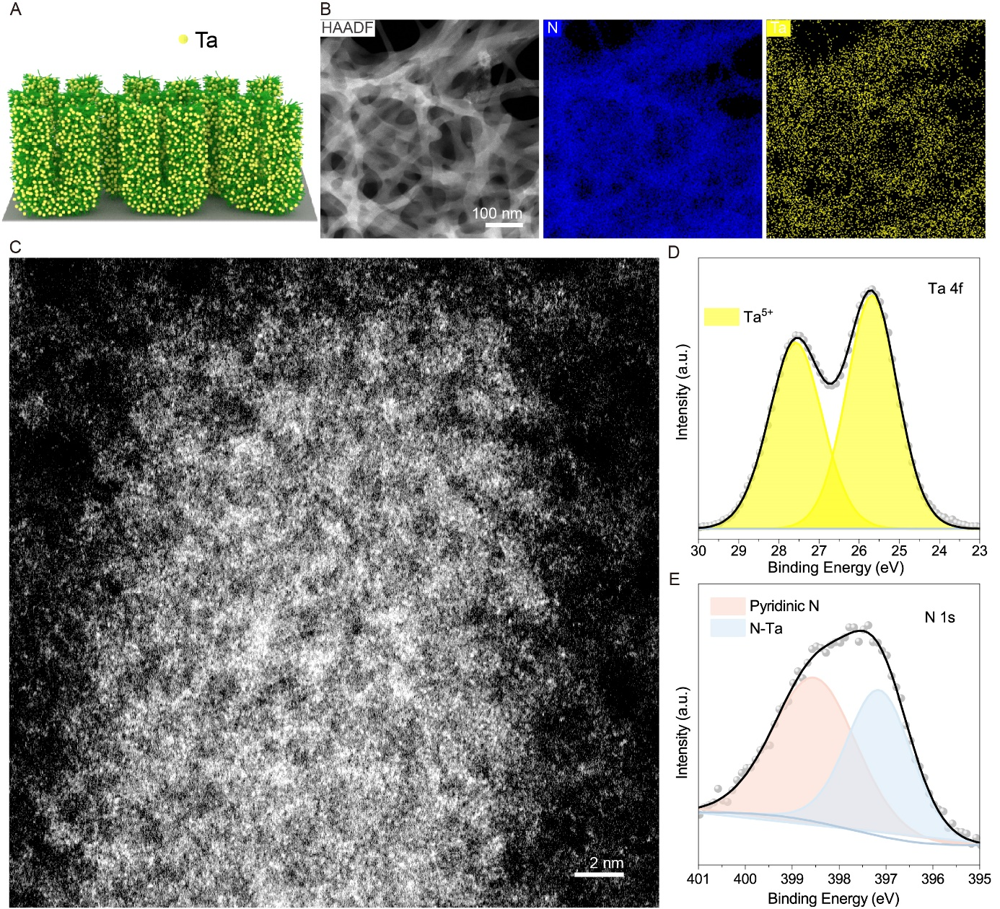 A
Ta
B
HAADF
100 nm
N
Ta
C
2 nm
D
Ta 4f
Ta⁵⁺
Intensity (a.u.)
30 29 28 27 26 25 24 23
Binding Energy (eV)
E
Pyridinic N
N-Ta
N 1s
Intensity (a.u.)
401 400 399 398 397 396 395
Binding Energy (eV)